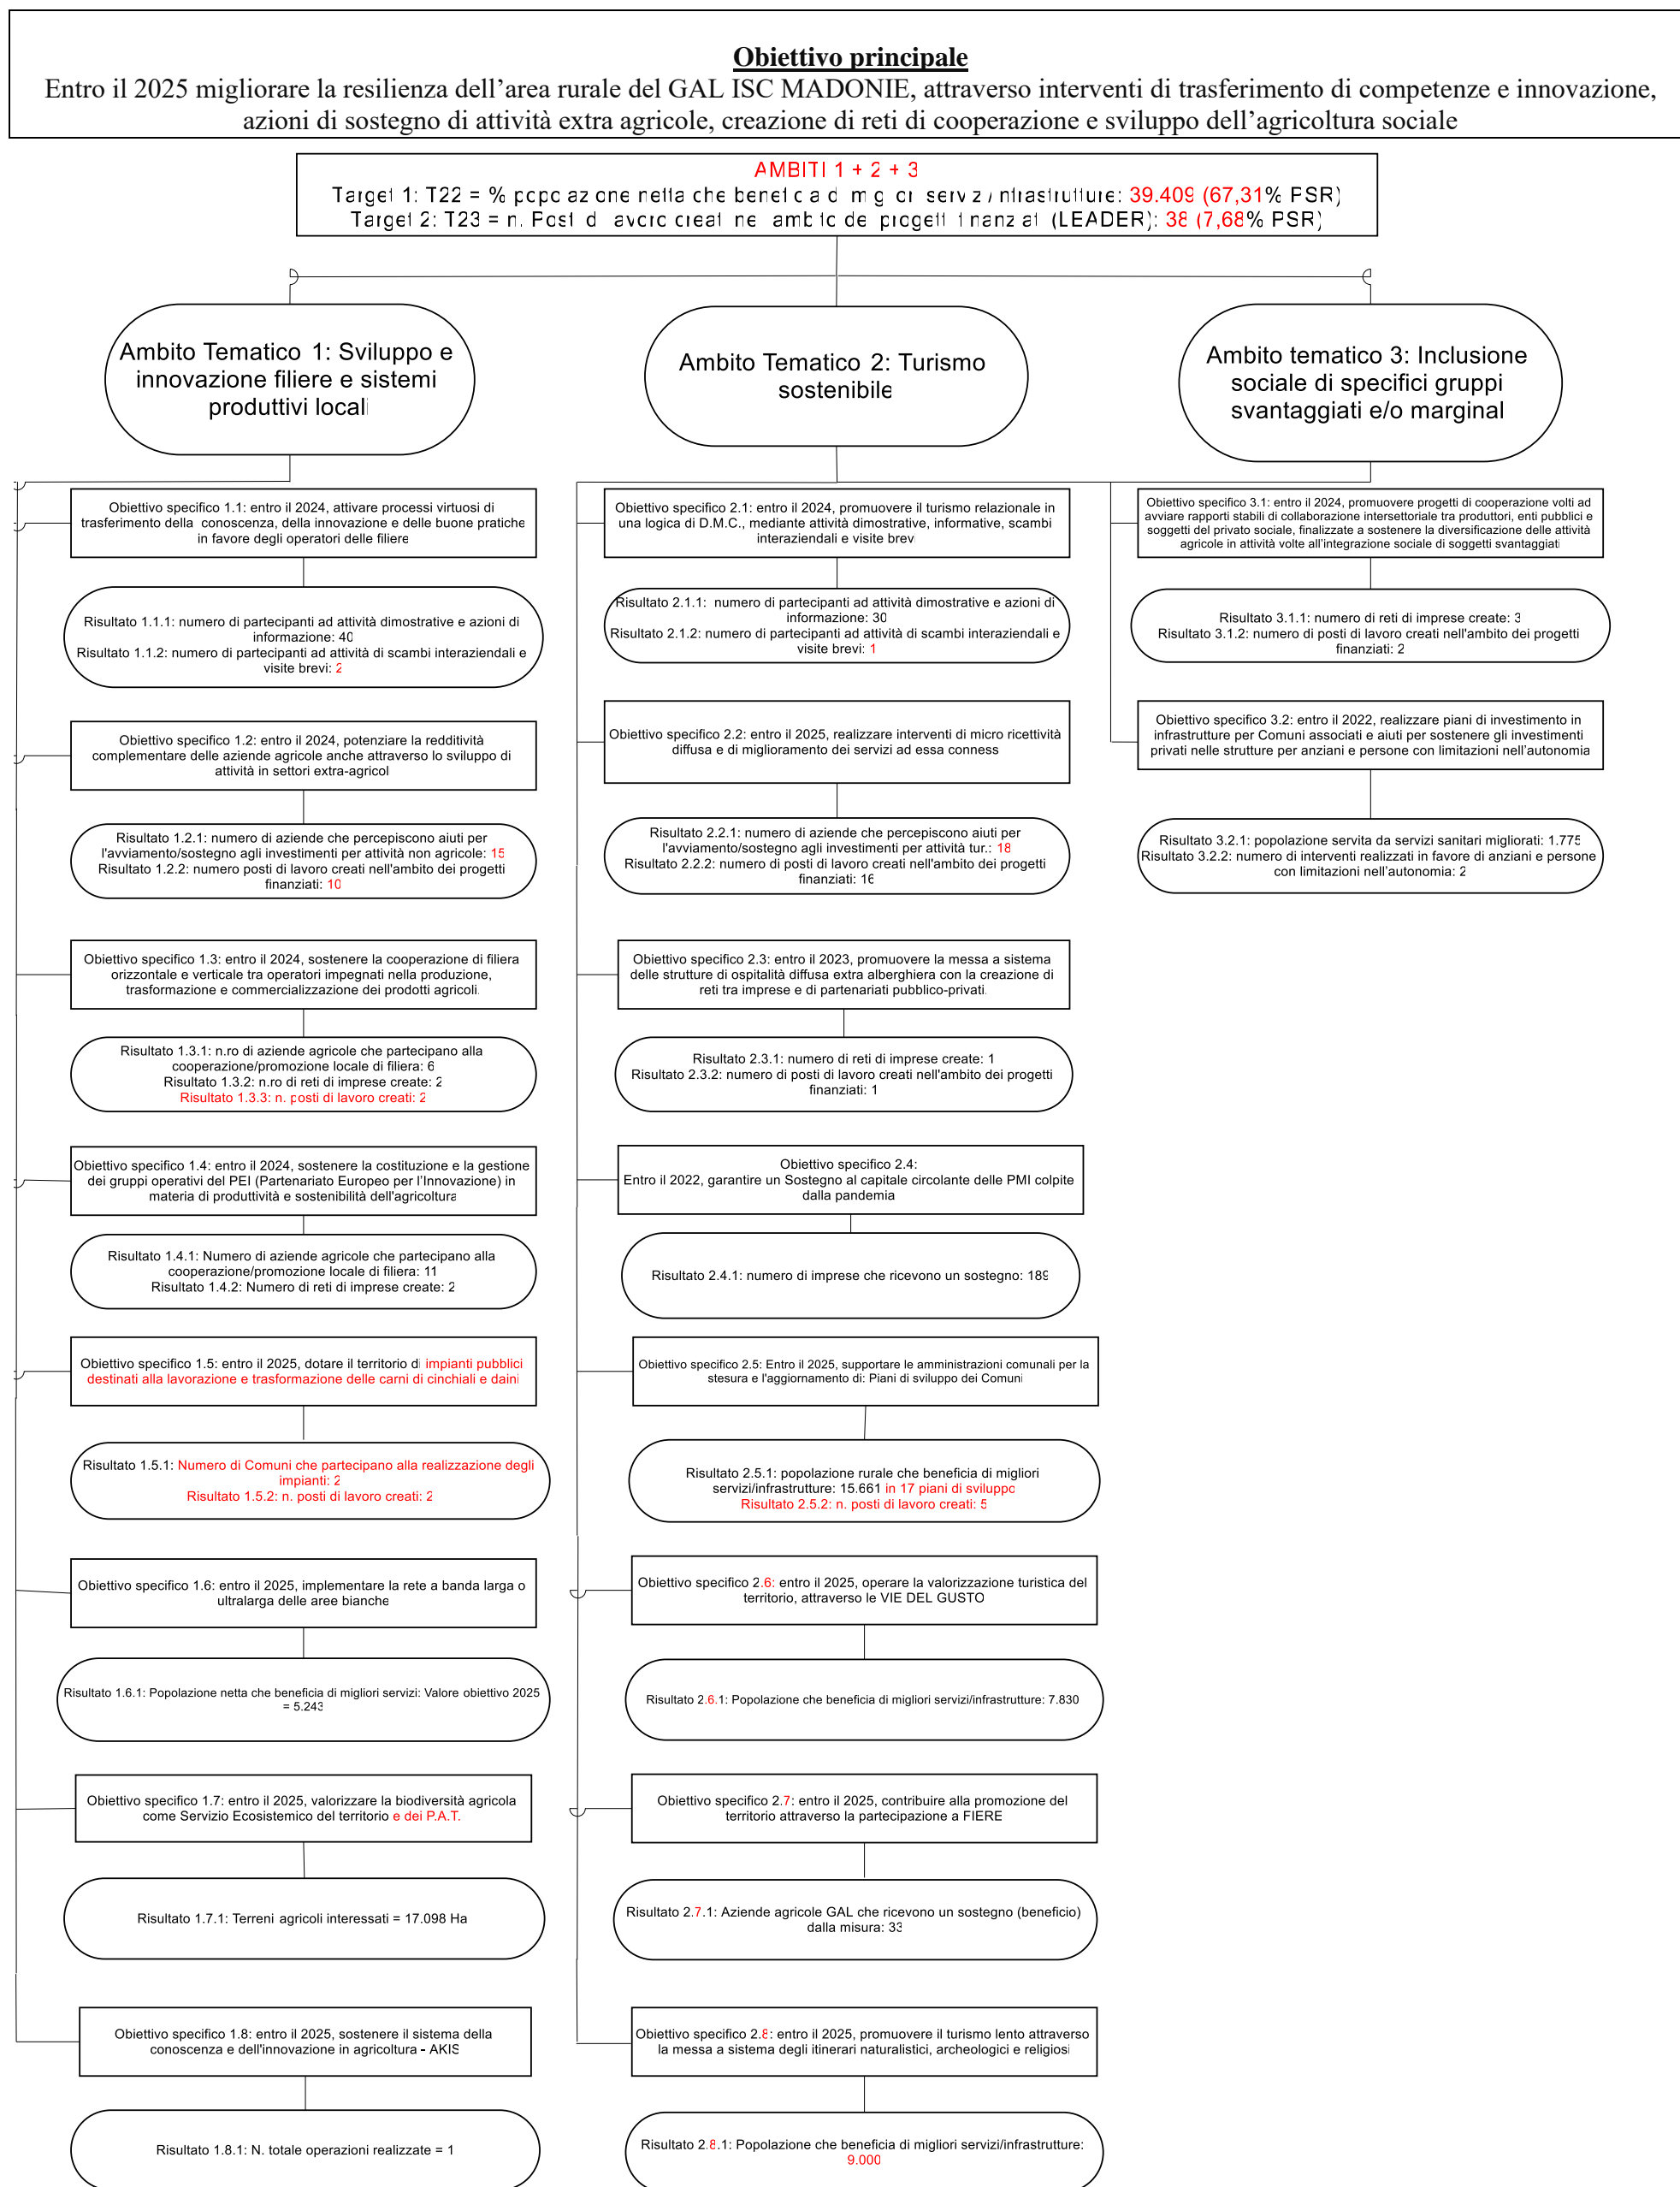 Obiettivo principale
Entro il 2025 migliorare la resilienza dell'area rurale del GAL ISC MADONIE, attraverso interventi di trasferimento di competenze e innovazione,
azioni di sostegno di attività extra agricole, creazione di reti di cooperazione e sviluppo dell'agricoltura sociale
AMBITI 1 + 2 + 3
Target 1: T22 = % popolazione netta che beneficia di migliori servizi/infrastrutture: 39.409 (67,31% PSR)
Target 2: T23 = n. Posti di lavoro creati nell'ambito dei progetti finanziati (LEADER): 38 (7,68% PSR)
Ambito Tematico 1: Sviluppo e
innovazione filiere e sistemi
produttivi locali
Obiettivo specifico 1.1: entro il 2024, attivare processi virtuosi di
trasferimento della conoscenza, della innovazione e delle buone pratiche
in favore degli operatori delle filiere
Risultato 1.1.1: numero di partecipanti ad attività dimostrative e azioni di
informazione: 40
Risultato 1.1.2: numero di partecipanti ad attività di scambi interaziendali e
visite brevi: 2
Obiettivo specifico 1.2: entro il 2024, potenziare la redditività
complementare delle aziende agricole anche attraverso lo sviluppo di
attività in settori extra-agricol
Risultato 1.2.1: numero di aziende che percepiscono aiuti per
l'avviamento/sostegno agli investimenti per attività non agricole: 15
Risultato 1.2.2: numero posti di lavoro creati nell'ambito dei progetti
finanziati: 10
Obiettivo specifico 1.3: entro il 2024, sostenere la cooperazione di filiera
orizzontale e verticale tra operatori impegnati nella produzione,
trasformazione e commercializzazione dei prodotti agricoli.
Risultato 1.3.1: n.ro di aziende agricole che partecipano alla
cooperazione/promozione locale di filiera: 6
Risultato 1.3.2: n.ro di reti di imprese create: 2
Risultato 1.3.3: n. posti di lavoro creati: 2
Obiettivo specifico 1.4: entro il 2024, sostenere la costituzione e la gestione
dei gruppi operativi del PEI (Partenariato Europeo per l'Innovazione) in
materia di produttività e sostenibilità dell'agricoltura
Risultato 1.4.1: Numero di aziende agricole che partecipano alla
cooperazione/promozione locale di filiera: 11
Risultato 1.4.2: Numero di reti di imprese create: 2
Obiettivo specifico 1.5: entro il 2025, dotare il territorio di impianti pubblici
destinati alla lavorazione e trasformazione delle carni di cinchiali e daini
Risultato 1.5.1: Numero di Comuni che partecipano alla realizzazione degli
impianti: 2
Risultato 1.5.2: n. posti di lavoro creati: 2
Obiettivo specifico 1.6: entro il 2025, implementare la rete a banda larga o
ultralarga delle aree bianche
Risultato 1.6.1: Popolazione netta che beneficia di migliori servizi: Valore obiettivo 2025
= 5.243
Obiettivo specifico 1.7: entro il 2025, valorizzare la biodiversità agricola
come Servizio Ecosistemico del territorio e dei P.A.T.
Risultato 1.7.1: Terreni agricoli interessati = 17.098 Ha
Obiettivo specifico 1.8: entro il 2025, sostenere il sistema della
conoscenza e dell'innovazione in agricoltura - AKIS
Risultato 1.8.1: N. totale operazioni realizzate = 1
Ambito Tematico 2: Turismo
sostenibile
Obiettivo specifico 2.1: entro il 2024, promuovere il turismo relazionale in
una logica di D.M.C., mediante attività dimostrative, informative, scambi
interaziendali e visite brevi
Risultato 2.1.1: numero di partecipanti ad attività dimostrative e azioni di
informazione: 30
Risultato 2.1.2: numero di partecipanti ad attività di scambi interaziendali e
visite brevi: 1
Obiettivo specifico 2.2: entro il 2025, realizzare interventi di micro ricettività
diffusa e di miglioramento dei servizi ad essa conness
Risultato 2.2.1: numero di aziende che percepiscono aiuti per
l'avviamento/sostegno agli investimenti per attività tur.: 18
Risultato 2.2.2: numero di posti di lavoro creati nell'ambito dei progetti
finanziati: 16
Obiettivo specifico 2.3: entro il 2023, promuovere la messa a sistema
delle strutture di ospitalità diffusa extra alberghiera con la creazione di
reti tra imprese e di partenariati pubblico-privati.
Risultato 2.3.1: numero di reti di imprese create: 1
Risultato 2.3.2: numero di posti di lavoro creati nell'ambito dei progetti
finanziati: 1
Obiettivo specifico 2.4:
Entro il 2022, garantire un Sostegno al capitale circolante delle PMI colpite
dalla pandemia
Risultato 2.4.1: numero di imprese che ricevono un sostegno: 189
Obiettivo specifico 2.5: Entro il 2025, supportare le amministrazioni comunali per la
stesura e l'aggiornamento di: Piani di sviluppo dei Comuni
Risultato 2.5.1: popolazione rurale che beneficia di migliori
servizi/infrastrutture: 15.661 in 17 piani di sviluppo
Risultato 2.5.2: n. posti di lavoro creati: 5
Obiettivo specifico 2.6: entro il 2025, operare la valorizzazione turistica del
territorio, attraverso le VIE DEL GUSTO
Risultato 2.6.1: Popolazione che beneficia di migliori servizi/infrastrutture: 7.830
Obiettivo specifico 2.7: entro il 2025, contribuire alla promozione del
territorio attraverso la partecipazione a FIERE
Risultato 2.7.1: Aziende agricole GAL che ricevono un sostegno (beneficio)
dalla misura: 33
Obiettivo specifico 2.8: entro il 2025, promuovere il turismo lento attraverso
la messa a sistema degli itinerari naturalistici, archeologici e religiosi
Risultato 2.8.1: Popolazione che beneficia di migliori servizi/infrastrutture:
9.000
Ambito tematico 3: Inclusione
sociale di specifici gruppi
svantaggiati e/o marginal
Obiettivo specifico 3.1: entro il 2024, promuovere progetti di cooperazione volti ad
avviare rapporti stabili di collaborazione intersettoriale tra produttori, enti pubblici e
soggetti del privato sociale, finalizzate a sostenere la diversificazione delle attività
agricole in attività volte all'integrazione sociale di soggetti svantaggiati
Risultato 3.1.1: numero di reti di imprese create: 3
Risultato 3.1.2: numero di posti di lavoro creati nell'ambito dei progetti
finanziati: 2
Obiettivo specifico 3.2: entro il 2022, realizzare piani di investimento in
infrastrutture per Comuni associati e aiuti per sostenere gli investimenti
privati nelle strutture per anziani e persone con limitazioni nell'autonomia
Risultato 3.2.1: popolazione servita da servizi sanitari migliorati: 1.775
Risultato 3.2.2: numero di interventi realizzati in favore di anziani e persone
con limitazioni nell'autonomia: 2